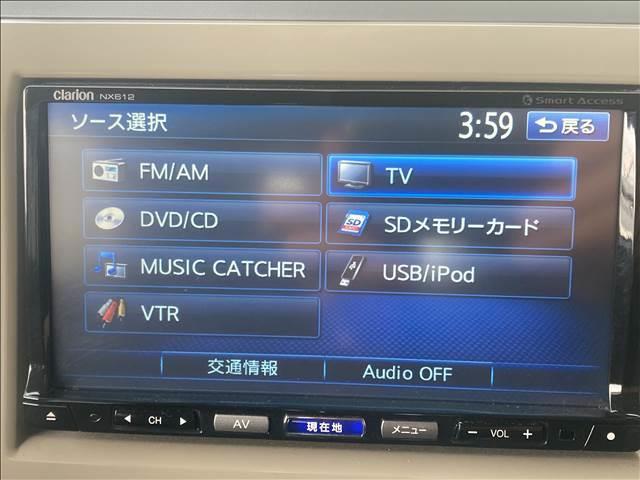 Clarion NX612
Smart Access
ソース選択
3:59
戻る
FM/AM
TV
DVD/CD
SDメモリーカード
MUSIC CATCHER
USB/iPod
VTR
交通情報
Audio OFF
CH
AV
現在地
メニュー
− VOL +